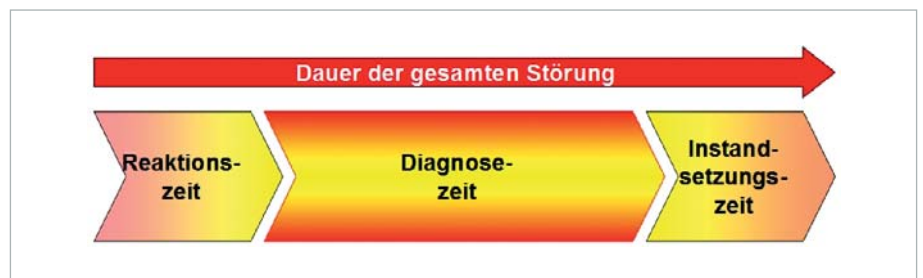 Dauer der gesamten Störung
Reaktions-
zeit
Diagnose-
zeit
Instand-
setzungs-
zeit